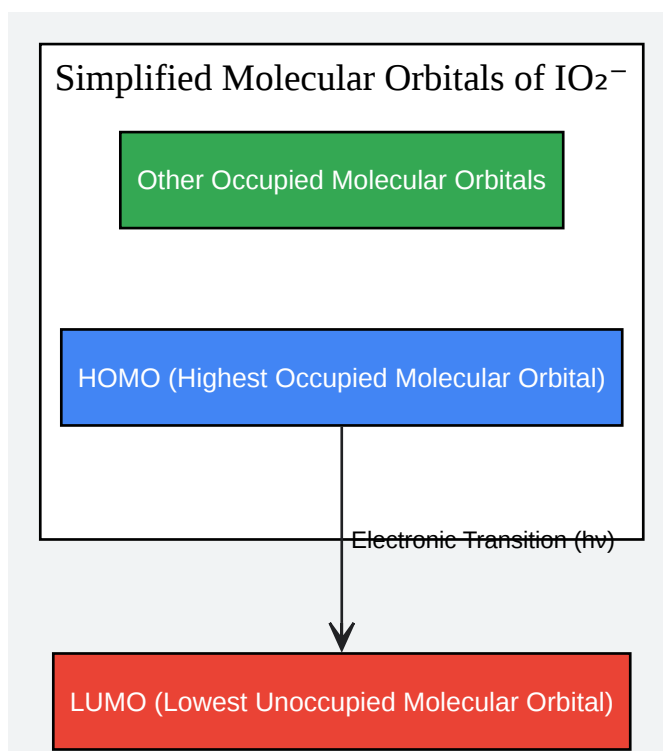 Simplified Molecular Orbitals of IO₂⁻
Other Occupied Molecular Orbitals
HOMO (Highest Occupied Molecular Orbital)
Electronic Transition (hν)
LUMO (Lowest Unoccupied Molecular Orbital)